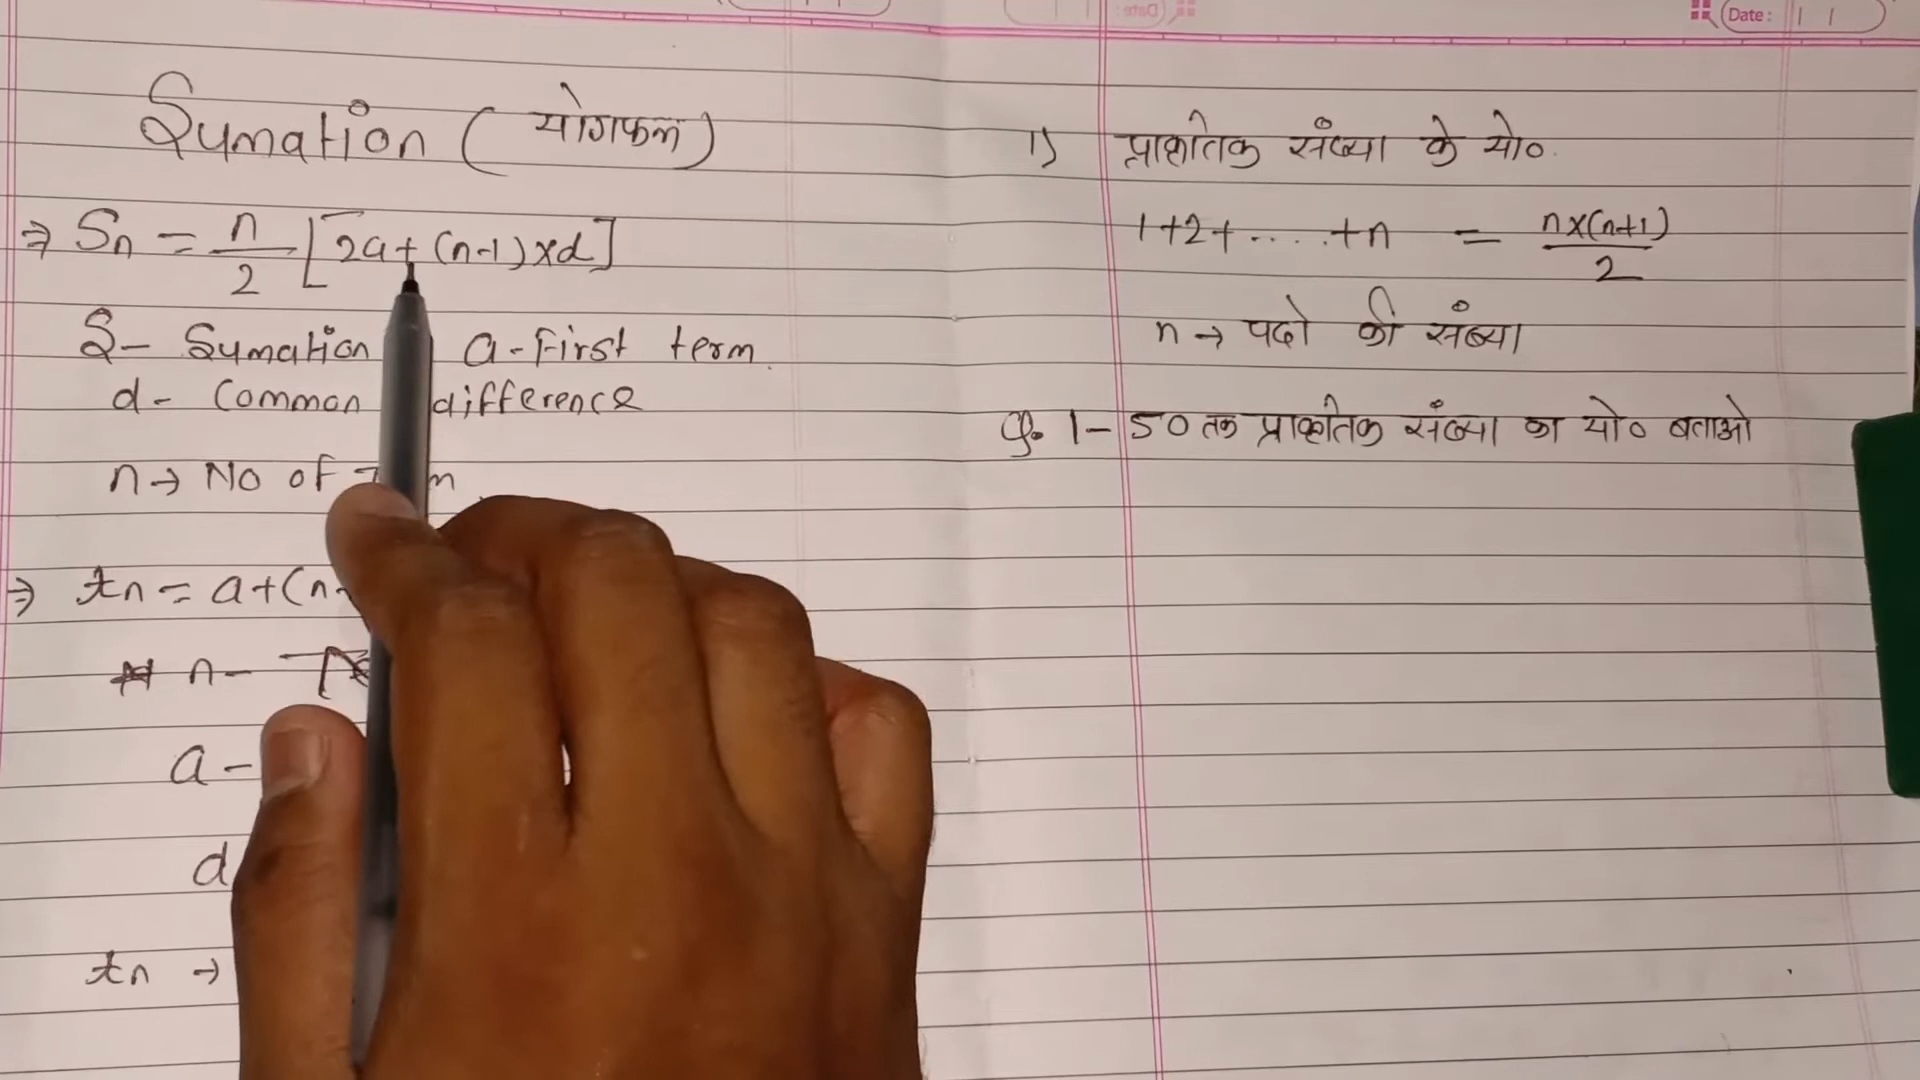 Date :
Sumation ( योगफल )
⇒ Sn = n/2 [2a+(n-1)×d]
S- Sumation a - First term.
d - Common difference
n → No of
⇒ tn = a+(n-
n -
a -
d
tn →
1) प्राकृतिक संख्या के यो०
1+2+.....+n = n×(n+1)/2
n → पदो की संख्या
Q. 1 - 50 तक प्राकृतिक संख्या का यो० बताओ